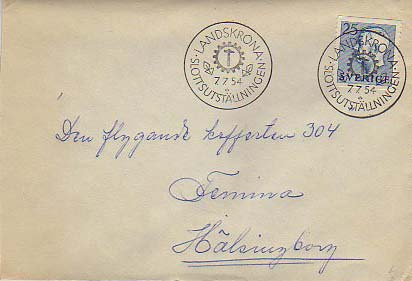 LANDSKRONA
SLOTTSUTSTÄLLNINGEN
7.7.54
25
SVERIGE
LANDSKRONA
SLOTTSUTSTÄLLNINGEN
7.7.54
Den flygande kofferten 304
Femina
Hälsingborg